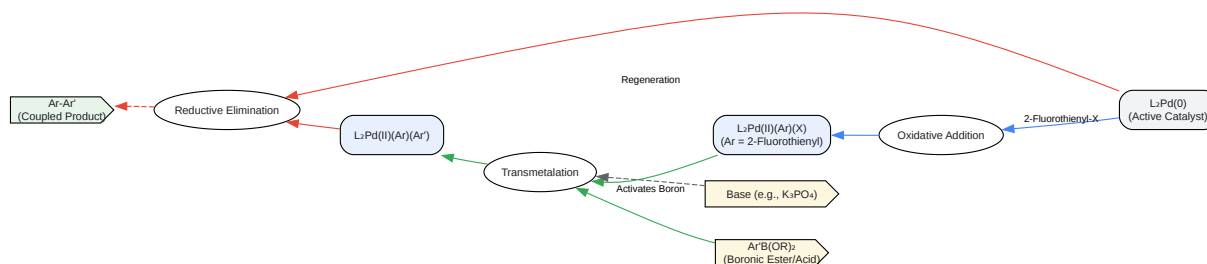 Regeneration
Ar-Ar'
(Coupled Product)
Reductive Elimination
L₂Pd(II)(Ar)(Ar')
Transmetalation
L₂Pd(II)(Ar)(X)
(Ar = 2-Fluorothienyl)
Oxidative Addition
2-Fluorothienyl-X
L₂Pd(0)
(Active Catalyst)
Activates Boron
Base (e.g., K₃PO₄)
Ar'B(OR)₂
(Boronic Ester/Acid)